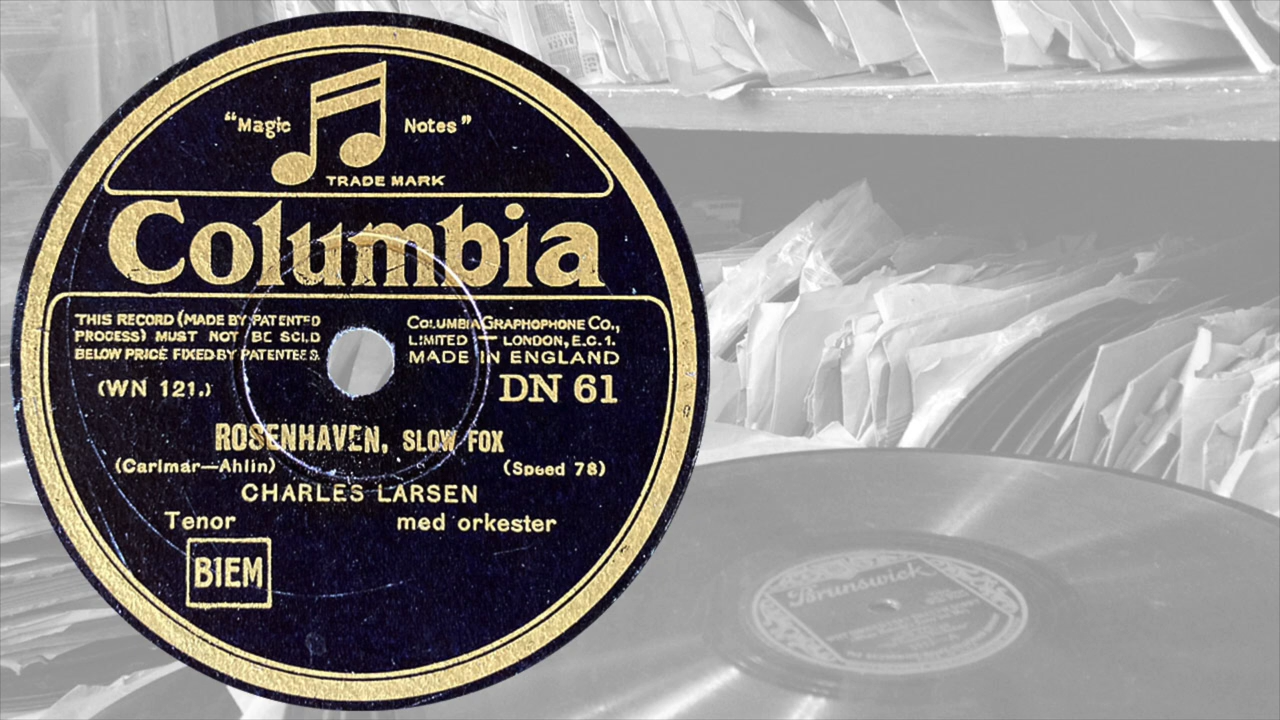 "Magic Notes"
TRADE MARK
Columbia
THIS RECORD (MADE BY PATENTED
PROCESS) MUST NOT BE SOLD
BELOW PRICE FIXED BY PATENTEES.
(WN 121.)
COLUMBIA GRAPHOPHONE CO.,
LIMITED — LONDON, E.C.1.
MADE IN ENGLAND
DN 61
ROSENHAVEN, SLOW FOX
(Carlmar—Ahlin) (Speed 78)
CHARLES LARSEN
Tenor med orkester
BIEM
Brunswick